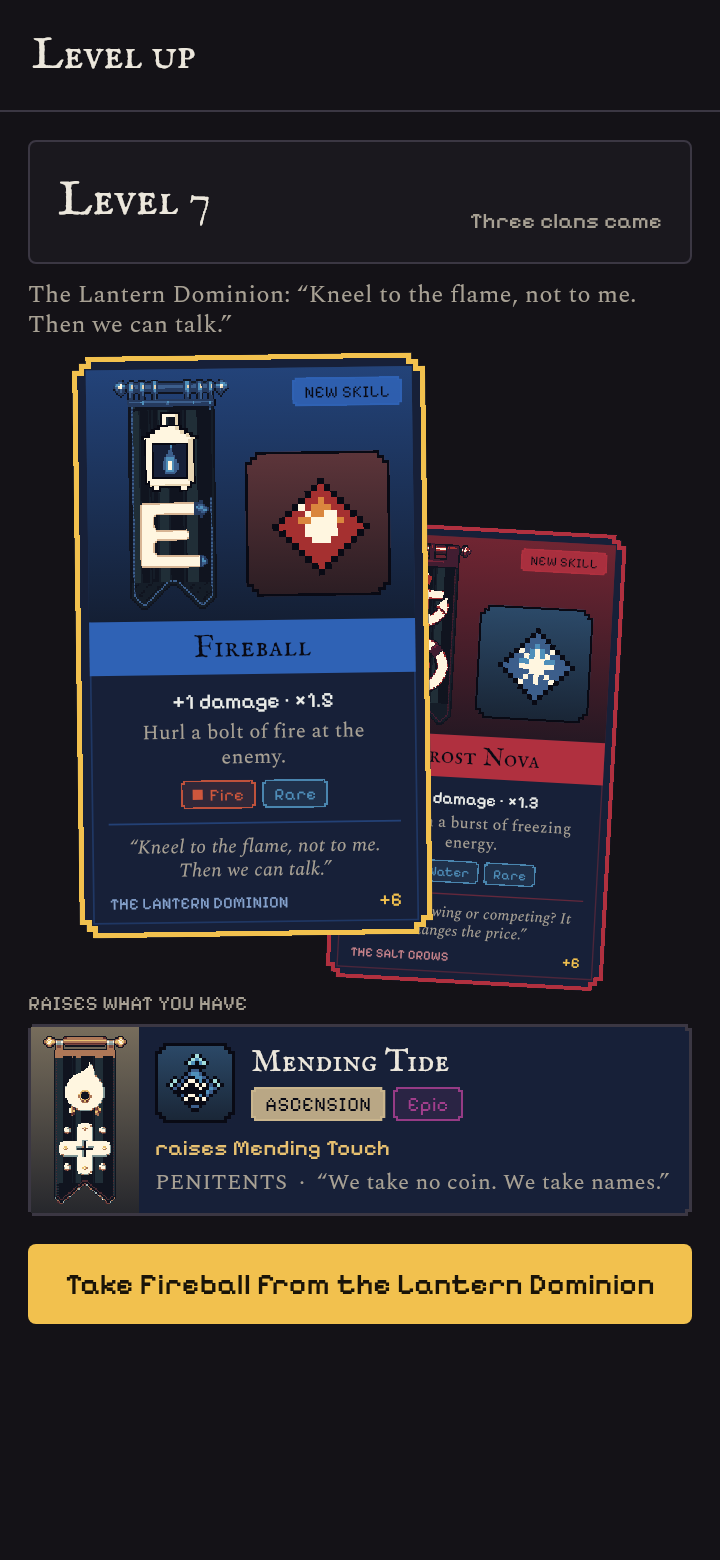 Level up
Level 7
Three clans came
The Lantern Dominion: “Kneel to the flame, not to me.
Then we can talk.”
NEW SKILL
E
Fireball
+1 damage · ×1.8
Hurl a bolt of fire at the
enemy.
Fire
Rare
“Kneel to the flame, not to me.
Then we can talk.”
THE LANTERN DOMINION
+6
NEW SKILL
rost Nova
damage · ×1.3
a burst of freezing
energy.
Water
Rare
wing or competing? It
anges the price.”
THE SALT CROWS
+6
RAISES WHAT YOU HAVE
Mending Tide
ASCENSION
Epic
raises Mending Touch
PENITENTS · “We take no coin. We take names.”
Take Fireball from the Lantern Dominion